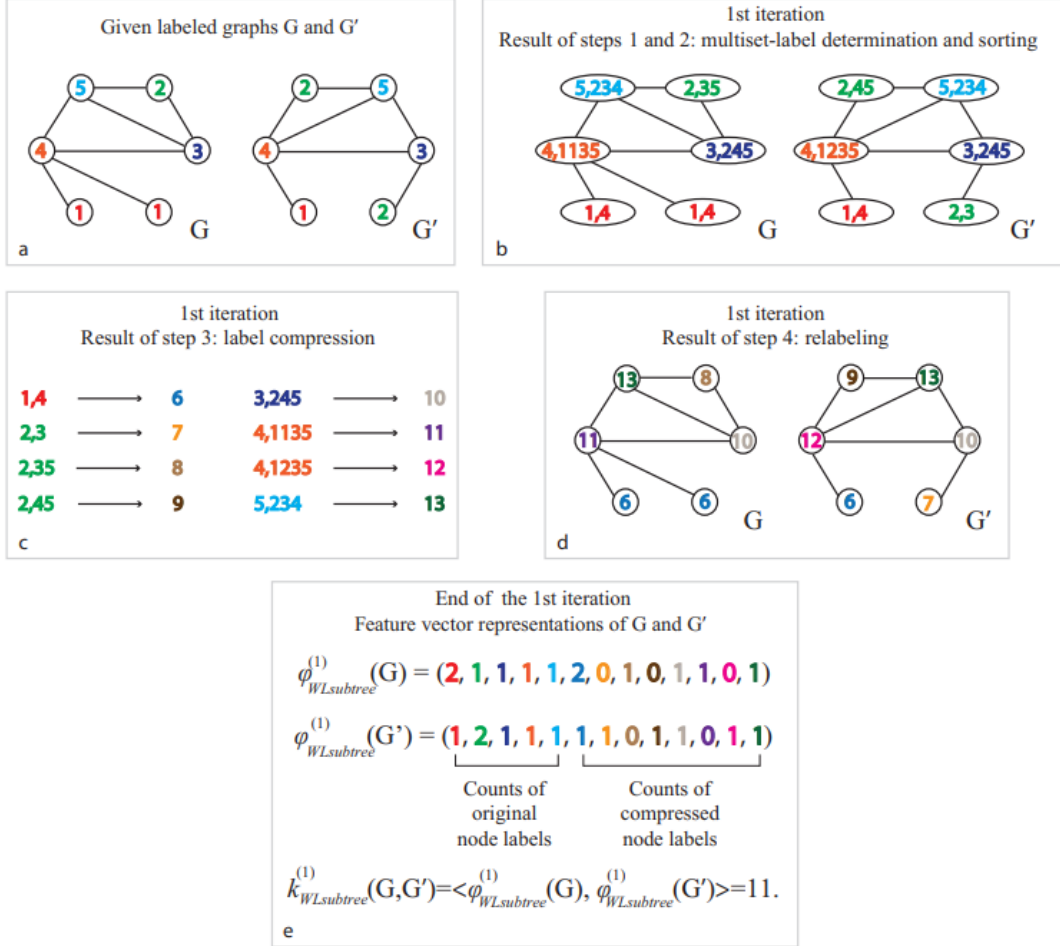 Given labeled graphs G and G′
5 2 2 5
4 3 4 3
1 1 1 2
G G′
a
1st iteration
Result of steps 1 and 2: multiset-label determination and sorting
5,234 2,35 2,45 5,234
4,1135 3,245 4,1235 3,245
1,4 1,4 1,4 2,3
G G′
b
1st iteration
Result of step 3: label compression
1,4 ⟶ 6 3,245 ⟶ 10
2,3 ⟶ 7 4,1135 ⟶ 11
2,35 ⟶ 8 4,1235 ⟶ 12
2,45 ⟶ 9 5,234 ⟶ 13
c
1st iteration
Result of step 4: relabeling
13 8 9 13
11 10 12 10
6 6 6 7
G G′
d
End of the 1st iteration
Feature vector representations of G and G′
φ^(1)_WLsubtree(G) = (2, 1, 1, 1, 1, 2, 0, 1, 0, 1, 1, 0, 1)
φ^(1)_WLsubtree(G’) = (1, 2, 1, 1, 1, 1, 1, 0, 1, 1, 0, 1, 1)
Counts of Counts of
original compressed
node labels node labels
k^(1)_WLsubtree(G,G′)=<φ^(1)_WLsubtree(G), φ^(1)_WLsubtree(G′)>=11.
e